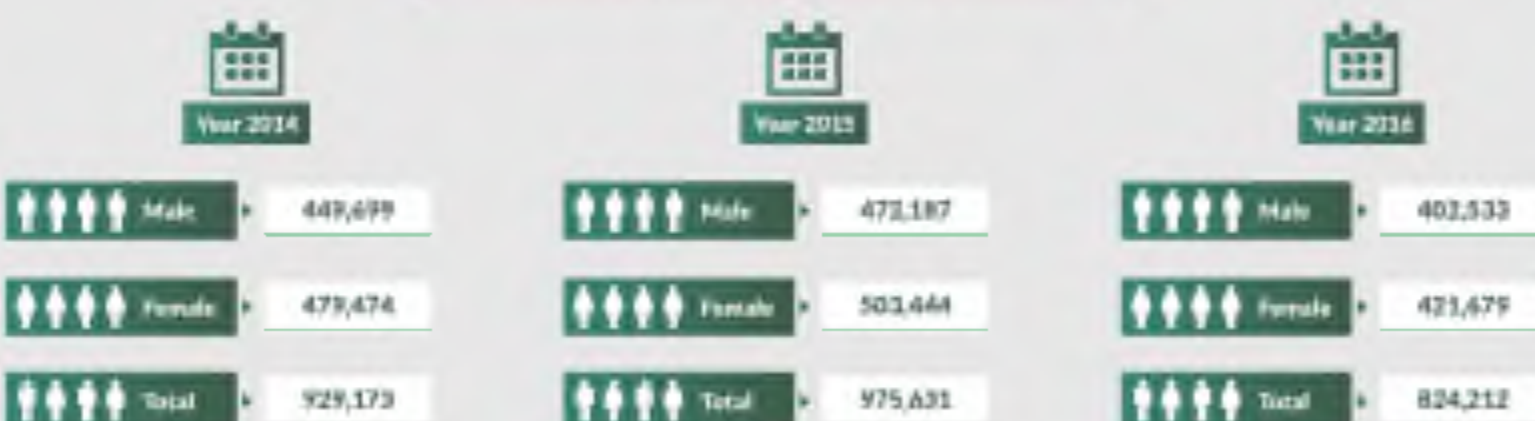 Year 2014
Male 449,699
Female 479,474
Total 929,173
Year 2015
Male 472,187
Female 503,444
Total 975,631
Year 2016
Male 402,533
Female 421,679
Total 824,212